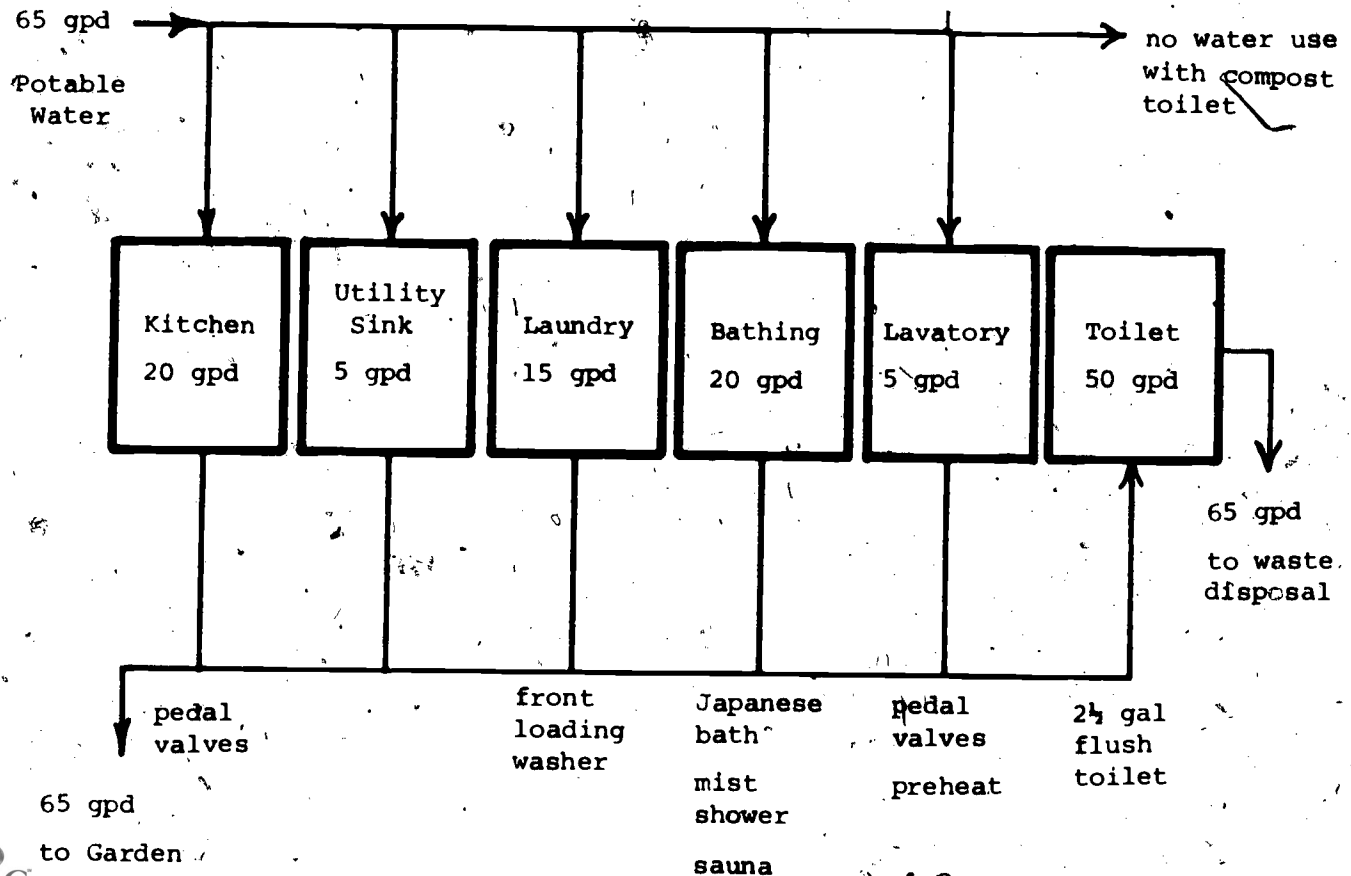 65 gpd
Potable
Water
no water use
with compost
toilet
Kitchen
20 gpd
Utility
Sink
5 gpd
Laundry
15 gpd
Bathing
20 gpd
Lavatory
5 gpd
Toilet
50 gpd
65 gpd
to waste
disposal
pedal
valves
front
loading
washer
Japanese
bath
mist
shower
sauna
pedal
valves
preheat
2½ gal
flush
toilet
65 gpd
to Garden